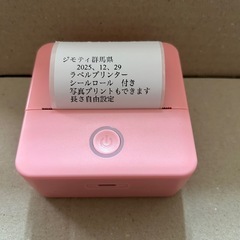 ジモティ群馬県
2025、12、29
ラベルプリンター
シールロール　付き
写真プリントもできます
長さ自由設定